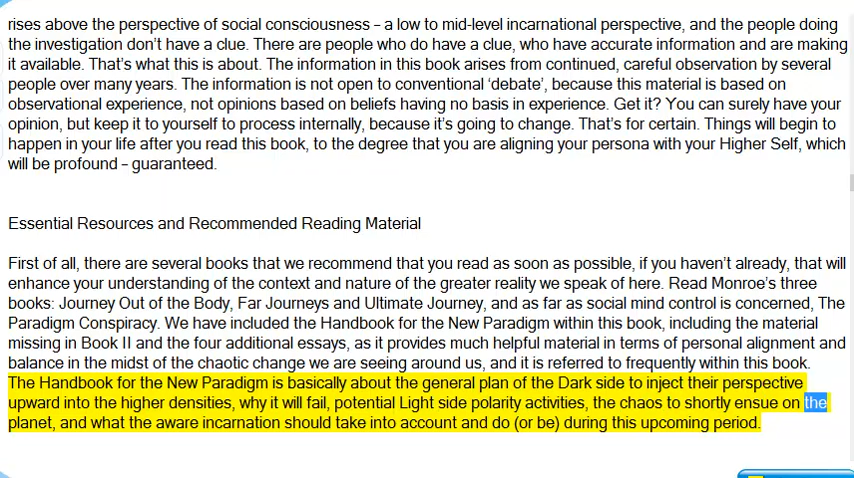 rises above the perspective of social consciousness – a low to mid-level incarnational perspective, and the people doing
the investigation don’t have a clue. There are people who do have a clue, who have accurate information and are making
it available. That’s what this is about. The information in this book arises from continued, careful observation by several
people over many years. The information is not open to conventional ‘debate’, because this material is based on
observational experience, not opinions based on beliefs having no basis in experience. Get it? You can surely have your
opinion, but keep it to yourself to process internally, because it’s going to change. That’s for certain. Things will begin to
happen in your life after you read this book, to the degree that you are aligning your persona with your Higher Self, which
will be profound – guaranteed.
Essential Resources and Recommended Reading Material
First of all, there are several books that we recommend that you read as soon as possible, if you haven’t already, that will
enhance your understanding of the context and nature of the greater reality we speak of here. Read Monroe’s three
books: Journey Out of the Body, Far Journeys and Ultimate Journey, and as far as social mind control is concerned, The
Paradigm Conspiracy. We have included the Handbook for the New Paradigm within this book, including the material
missing in Book II and the four additional essays, as it provides much helpful material in terms of personal alignment and
balance in the midst of the chaotic change we are seeing around us, and it is referred to frequently within this book.
The Handbook for the New Paradigm is basically about the general plan of the Dark side to inject their perspective
upward into the higher densities, why it will fail, potential Light side polarity activities, the chaos to shortly ensue on the
planet, and what the aware incarnation should take into account and do (or be) during this upcoming period.